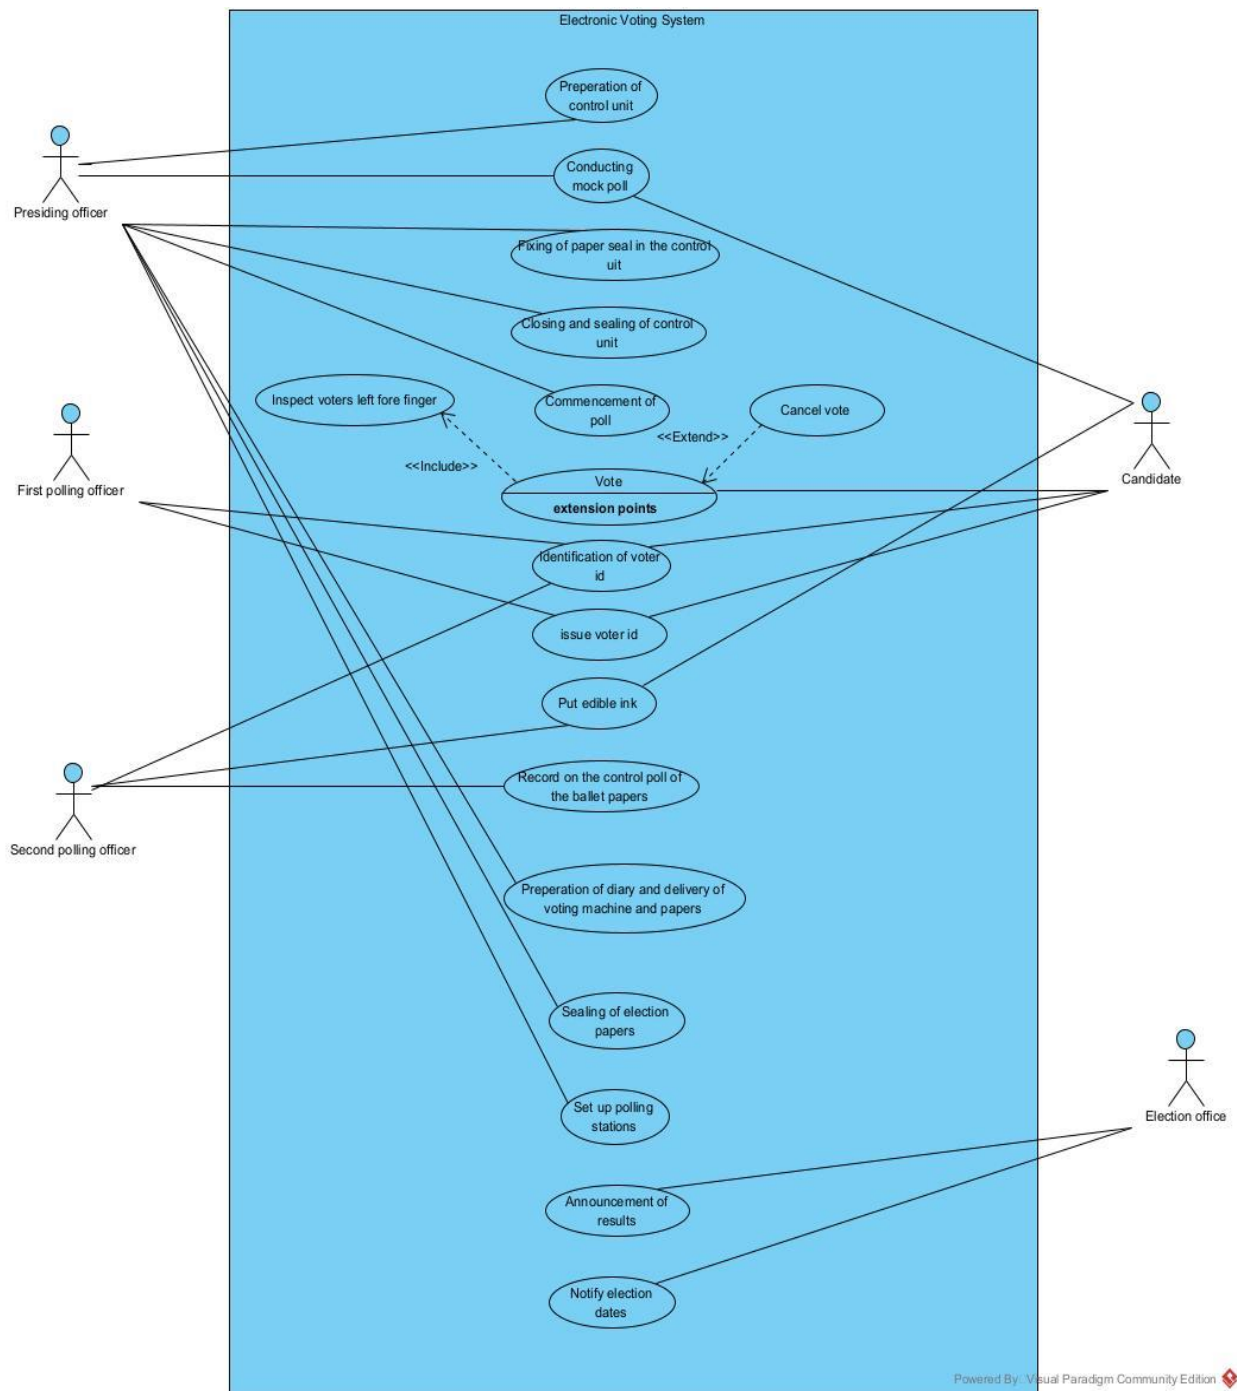 Electronic Voting System
Preperation of
control unit
Conducting
mock poll
Presiding officer
Fixing of paper seal in the control
uit
Closing and sealing of control
unit
Inspect voters left fore finger
Commencement of
poll
Cancel vote
<<Extend>>
<<Include>>
Vote
extension points
First polling officer
Candidate
Identification of voter
id
issue voter id
Put edible ink
Record on the control poll of
the ballet papers
Second polling officer
Preperation of diary and delivery of
voting machine and papers
Sealing of election
papers
Set up polling
stations
Election office
Announcement of
results
Notify election
dates
Powered By: Visual Paradigm Community Edition